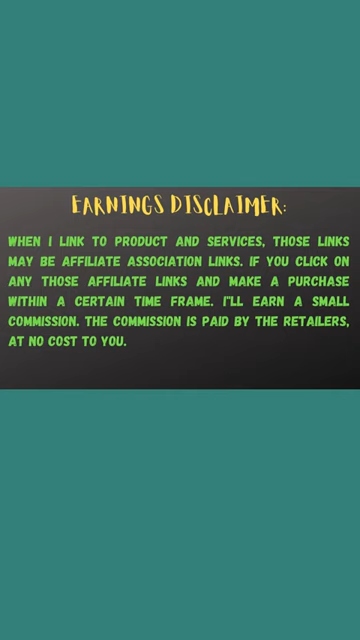 EARNINGS DISCLAIMER:
WHEN I LINK TO PRODUCT AND SERVICES, THOSE LINKS
MAY BE AFFILIATE ASSOCIATION LINKS. IF YOU CLICK ON
ANY THOSE AFFILIATE LINKS AND MAKE A PURCHASE
WITHIN A CERTAIN TIME FRAME. I"LL EARN A SMALL
COMMISSION. THE COMMISSION IS PAID BY THE RETAILERS,
AT NO COST TO YOU.